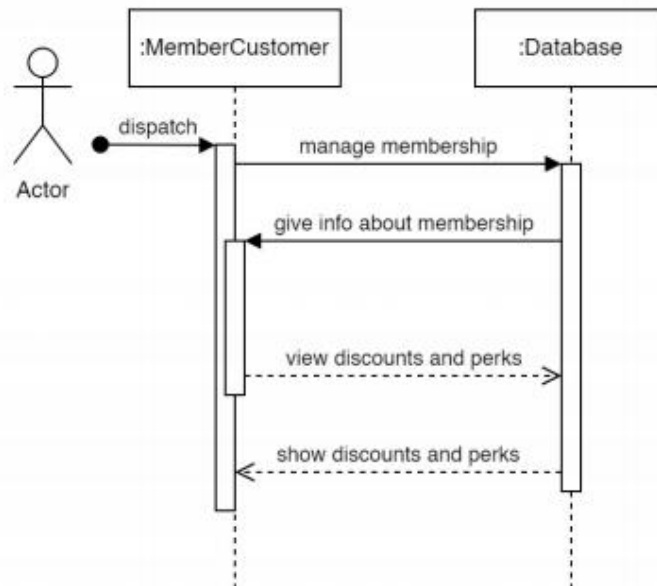 :MemberCustomer
:Database
dispatch
manage membership
Actor
give info about membership
view discounts and perks
show discounts and perks